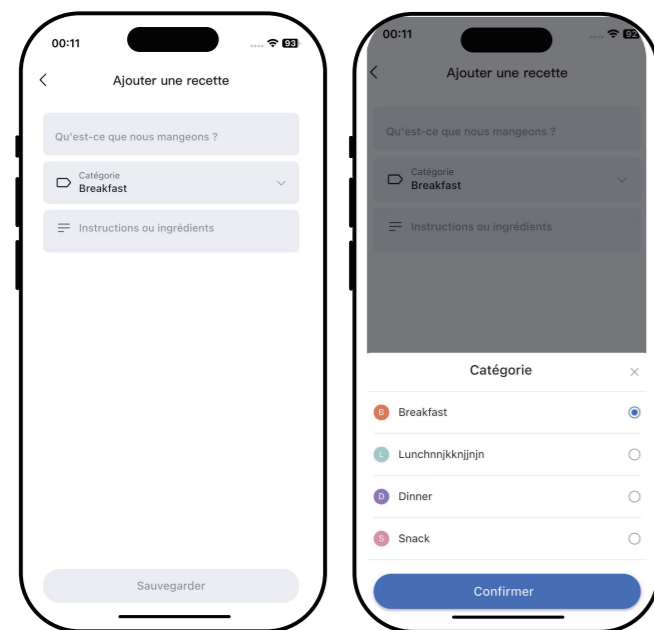 00:11
93
Ajouter une recette
Qu'est-ce que nous mangeons ?
Catégorie
Breakfast
Instructions ou ingrédients
Sauvegarder
00:11
92
Ajouter une recette
Qu'est-ce que nous mangeons ?
Catégorie
Breakfast
Instructions ou ingrédients
Catégorie
B Breakfast
L Lunchnnjkknjjnjn
D Dinner
S Snack
Confirmer